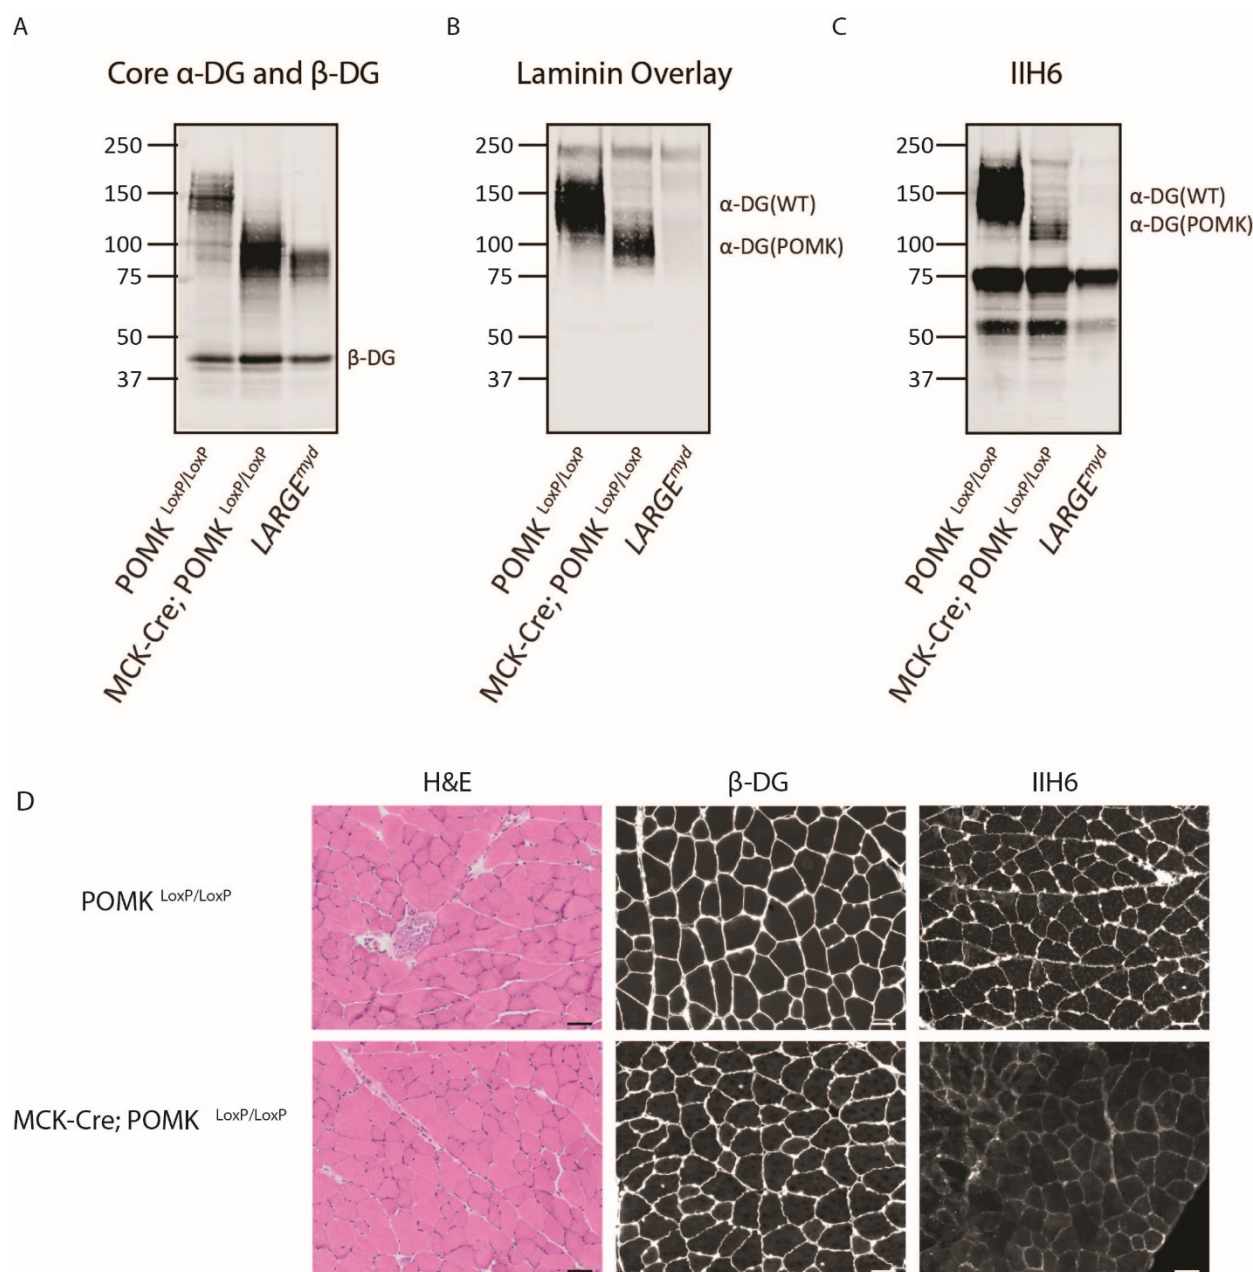 A
B
C
Core α-DG and β-DG
Laminin Overlay
IIH6
250
150
100
75
50
37
β-DG
250
150
100
75
50
37
α-DG(WT)
α-DG(POMK)
250
150
100
75
50
37
α-DG(WT)
α-DG(POMK)
POMK LoxP/LoxP
MCK-Cre; POMK LoxP/LoxP
LARGEmyd
POMK LoxP/LoxP
MCK-Cre; POMK LoxP/LoxP
LARGEmyd
POMK LoxP/LoxP
MCK-Cre; POMK LoxP/LoxP
LARGEmyd
D
H&E
β-DG
IIH6
POMK LoxP/LoxP
MCK-Cre; POMK LoxP/LoxP